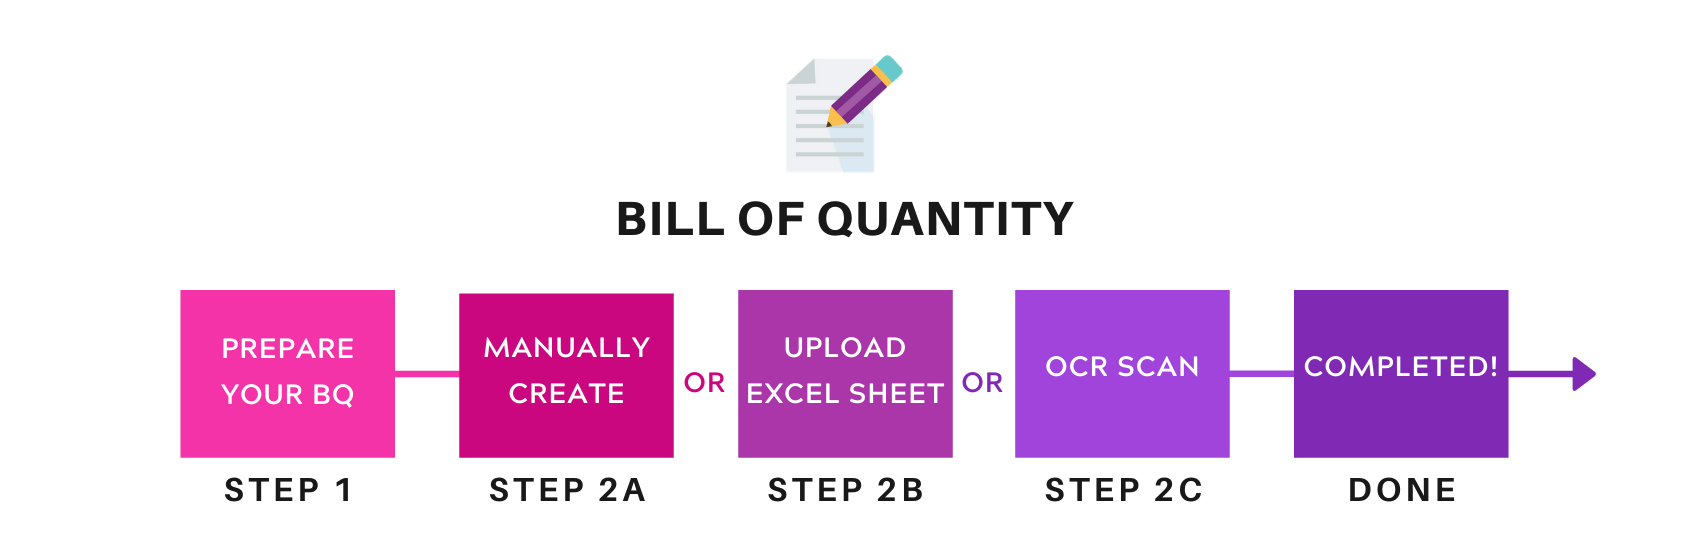 BILL OF QUANTITY
PREPARE
YOUR BQ
STEP 1
MANUALLY
CREATE
STEP 2A
OR
UPLOAD
EXCEL SHEET
STEP 2B
OR
OCR SCAN
STEP 2C
COMPLETED!
DONE